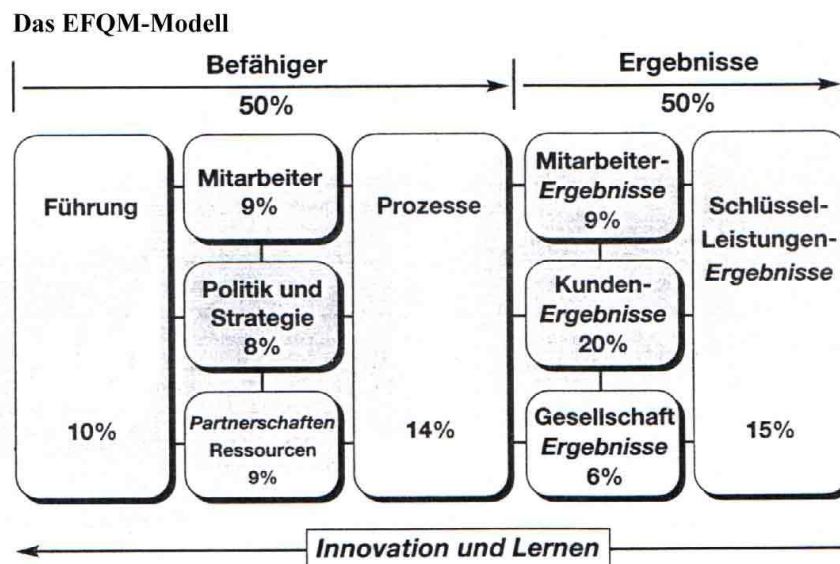 Das EFQM-Modell
Befähiger
50%
Ergebnisse
50%
Führung
10%
Mitarbeiter
9%
Politik und
Strategie
8%
Partnerschaften
Ressourcen
9%
Prozesse
14%
Mitarbeiter-
Ergebnisse
9%
Kunden-
Ergebnisse
20%
Gesellschaft
Ergebnisse
6%
Schlüssel-
Leistungen-
Ergebnisse
15%
Innovation und Lernen